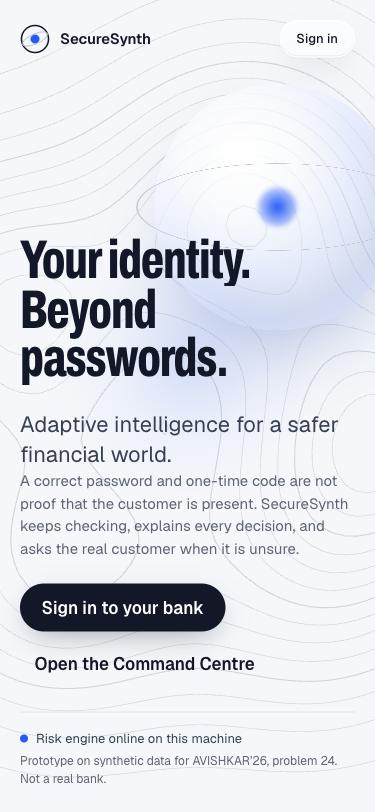 SecureSynth
Sign in
Your identity.
Beyond
passwords.
Adaptive intelligence for a safer
financial world.
A correct password and one-time code are not
proof that the customer is present. SecureSynth
keeps checking, explains every decision, and
asks the real customer when it is unsure.
Sign in to your bank
Open the Command Centre
Risk engine online on this machine
Prototype on synthetic data for AVISHKAR'26, problem 24.
Not a real bank.